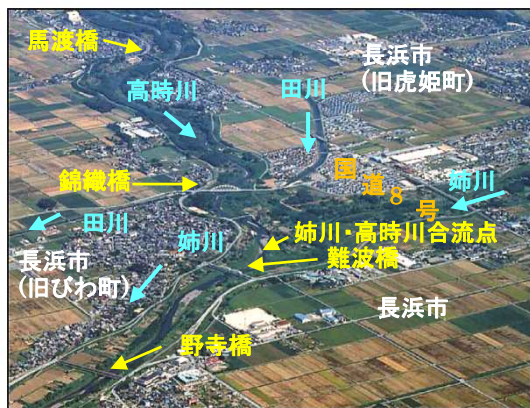 馬渡橋
長浜市
(旧虎姫町)
高時川
田川
錦織橋
国道8号
姉川
田川
姉川
姉川・高時川合流点
難波橋
長浜市
(旧びわ町)
長浜市
野寺橋